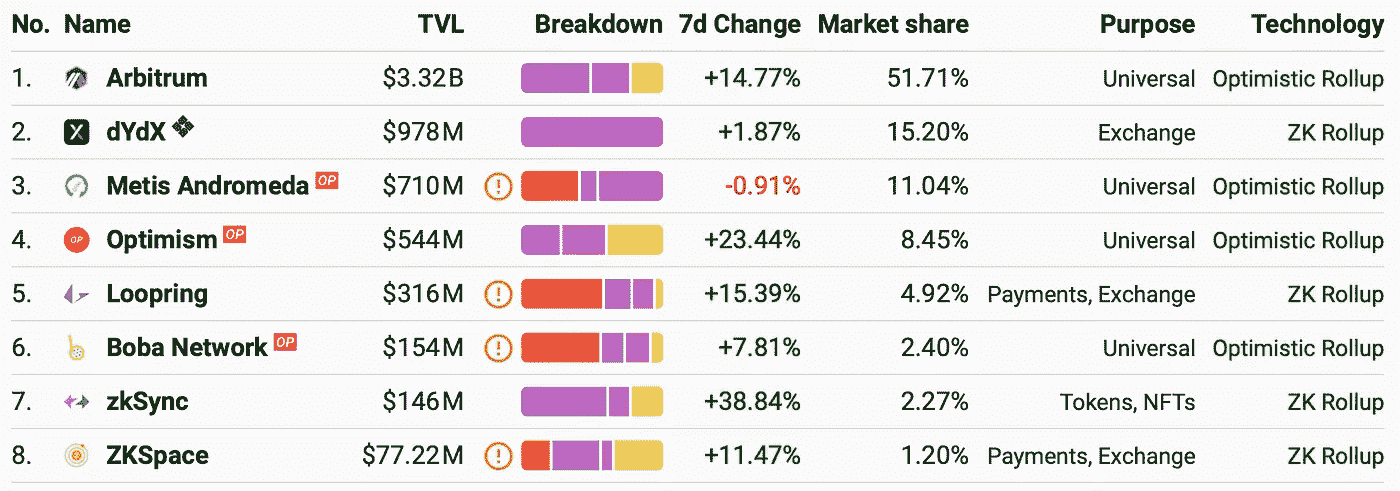 No. Name TVL Breakdown 7d Change Market share Purpose Technology
1. Arbitrum $3.32B +14.77% 51.71% Universal Optimistic Rollup
2. dYdX $978M +1.87% 15.20% Exchange ZK Rollup
3. Metis Andromeda OP $710M ! -0.91% 11.04% Universal Optimistic Rollup
4. OP Optimism OP $544M +23.44% 8.45% Universal Optimistic Rollup
5. Loopring $316M ! +15.39% 4.92% Payments, Exchange ZK Rollup
6. Boba Network OP $154M ! +7.81% 2.40% Universal Optimistic Rollup
7. zkSync $146M +38.84% 2.27% Tokens, NFTs ZK Rollup
8. ZKSpace $77.22M ! +11.47% 1.20% Payments, Exchange ZK Rollup